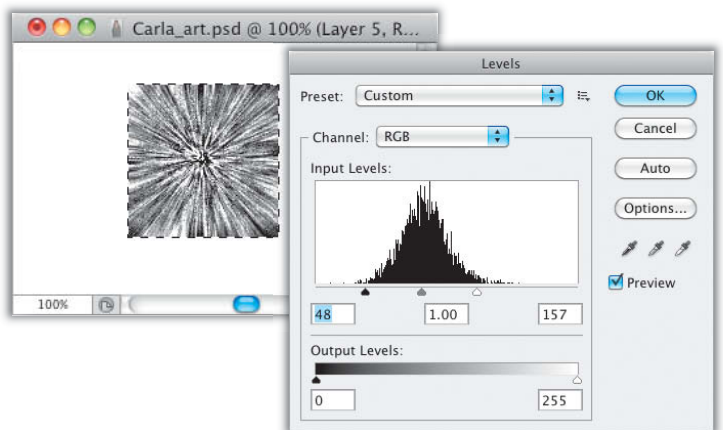 Carla_art.psd @ 100% (Layer 5, R...
100%
Levels
Preset: Custom
OK
Channel: RGB
Cancel
Input Levels:
Auto
Options...
Preview
48 1.00 157
Output Levels:
0 255